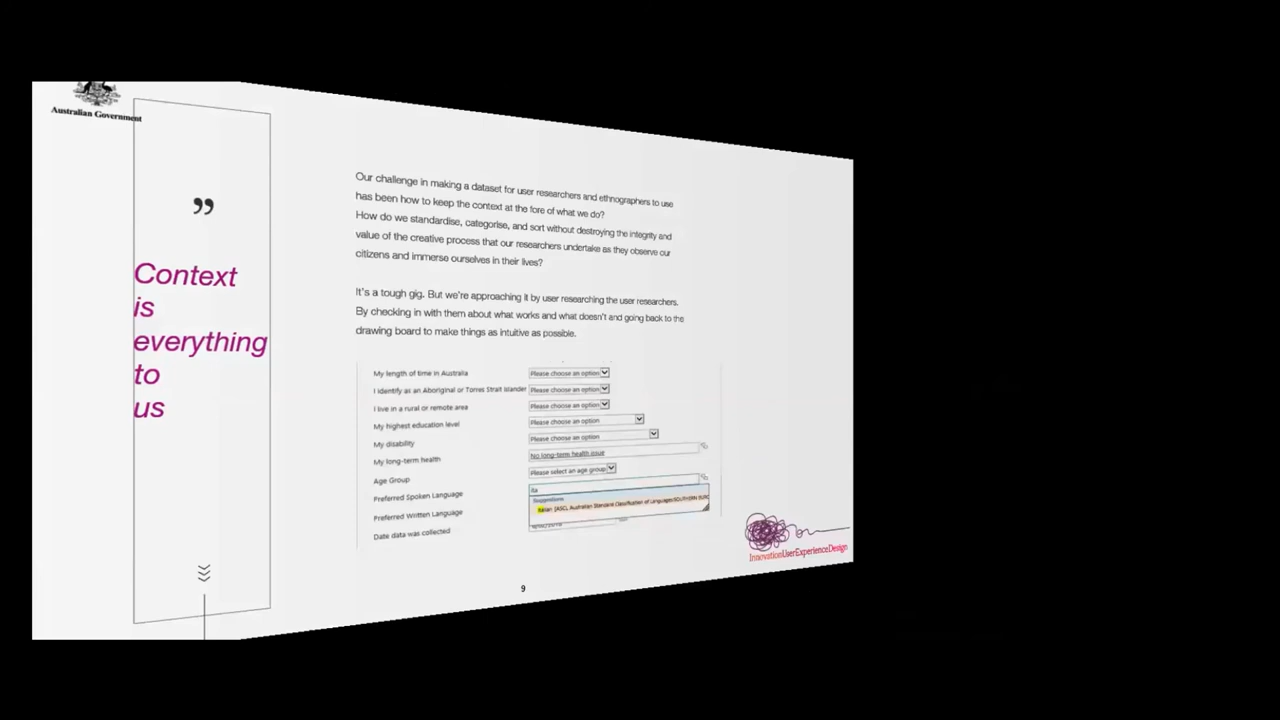 Australian Government
”
Context
is
everything
to
us
Our challenge in making a dataset for user researchers and ethnographers to use
has been how to keep the context at the fore of what we do?
How do we standardise, categorise, and sort without destroying the integrity and
value of the creative process that our researchers undertake as they observe our
citizens and immerse ourselves in their lives?
It's a tough gig. But we're approaching it by user researching the user researchers.
By checking in with them about what works and what doesn't and going back to the
drawing board to make things as intuitive as possible.
My length of time in Australia Please choose an option
I identify as an Aboriginal or Torres Strait Islander Please choose an option
I live in a rural or remote area Please choose an option
My highest education level Please choose an option
My disability Please choose an option
My long-term health No long-term health issue
Age Group Please select an age group
Preferred Spoken Language
Suggestions
Italian [ASCL Australian Standard Classification of Languages/SOUTHERN
Preferred Written Language
Date data was collected
InnovationUserExperienceDesign
9